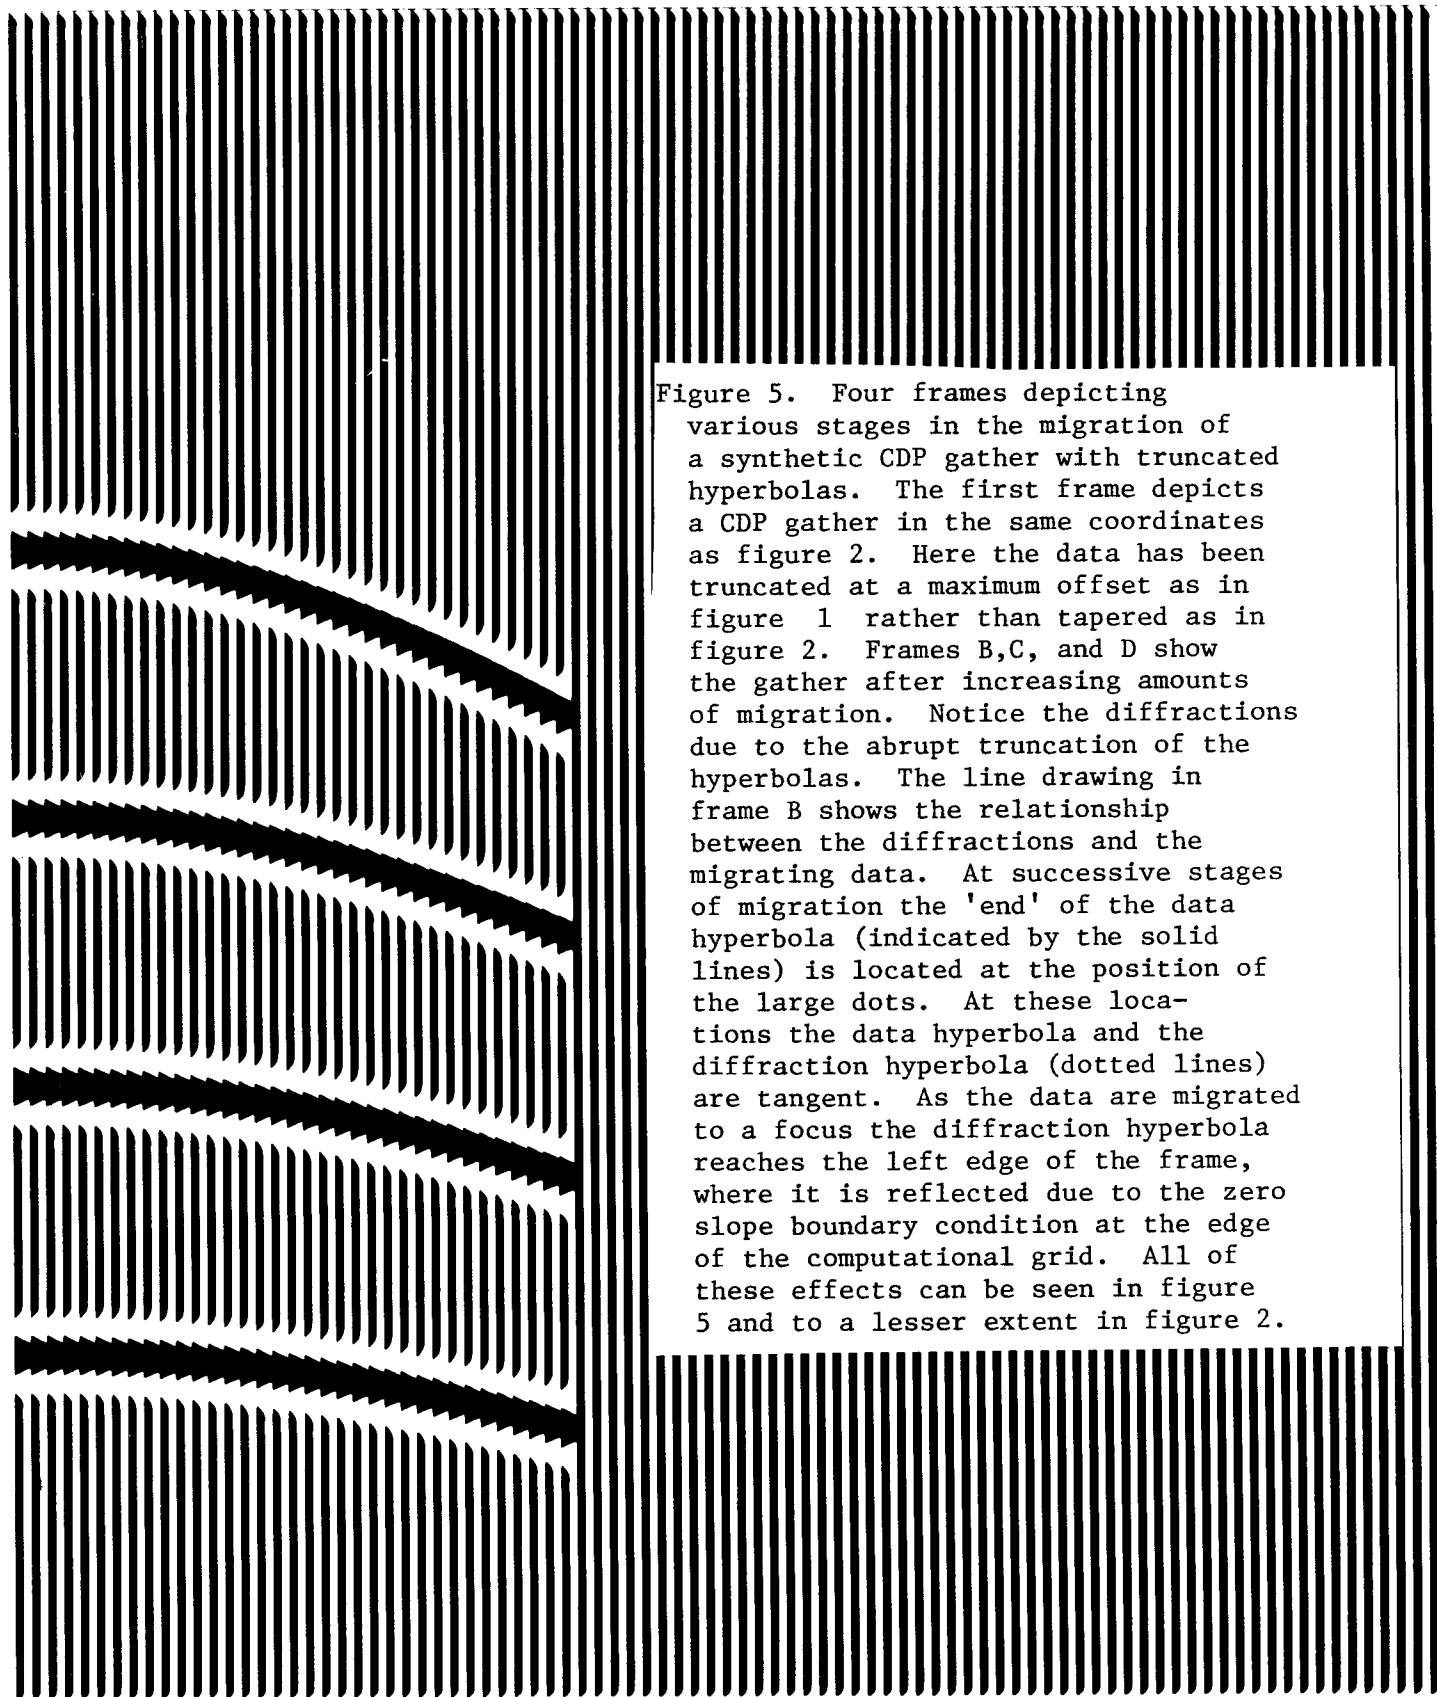 Figure 5. Four frames depicting
various stages in the migration of
a synthetic CDP gather with truncated
hyperbolas. The first frame depicts
a CDP gather in the same coordinates
as figure 2. Here the data has been
truncated at a maximum offset as in
figure 1 rather than tapered as in
figure 2. Frames B,C, and D show
the gather after increasing amounts
of migration. Notice the diffractions
due to the abrupt truncation of the
hyperbolas. The line drawing in
frame B shows the relationship
between the diffractions and the
migrating data. At successive stages
of migration the 'end' of the data
hyperbola (indicated by the solid
lines) is located at the position of
the large dots. At these loca-
tions the data hyperbola and the
diffraction hyperbola (dotted lines)
are tangent. As the data are migrated
to a focus the diffraction hyperbola
reaches the left edge of the frame,
where it is reflected due to the zero
slope boundary condition at the edge
of the computational grid. All of
these effects can be seen in figure
5 and to a lesser extent in figure 2.